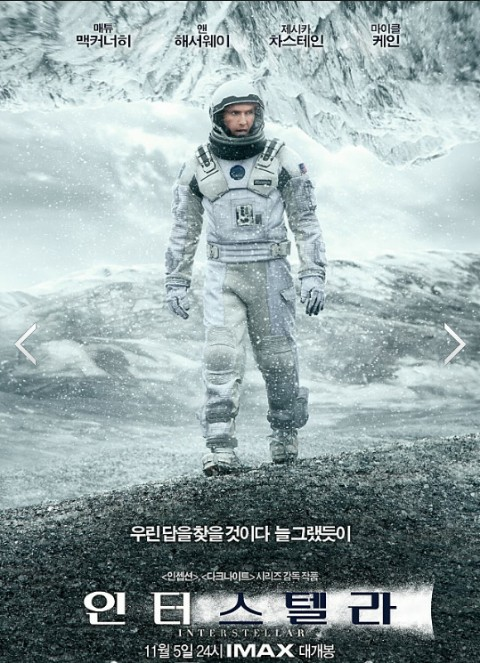 매튜 앤 제시카 마이클
맥커너히 해서웨이 차스테인 케인
우린 답을 찾을 것이다 늘 그랬듯이
<인셉션>, <다크나이트> 시리즈 감독 작품
인터스텔라
INTERSTELLAR
11월 5일 24시 IMAX 대개봉